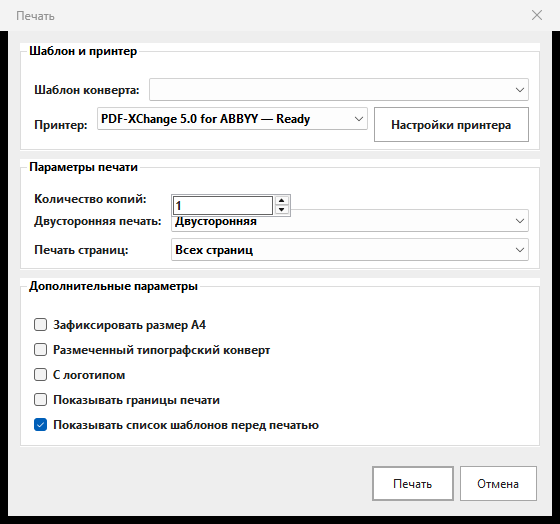 Печать
Шаблон и принтер
Шаблон конверта:
Принтер: PDF-XChange 5.0 for ABBYY — Ready Настройки принтера
Параметры печати
Количество копий: 1
Двусторонняя печать: Двусторонняя
Печать страниц: Всех страниц
Дополнительные параметры
Зафиксировать размер А4
Размеченный типографский конверт
С логотипом
Показывать границы печати
Показывать список шаблонов перед печатью
Печать Отмена